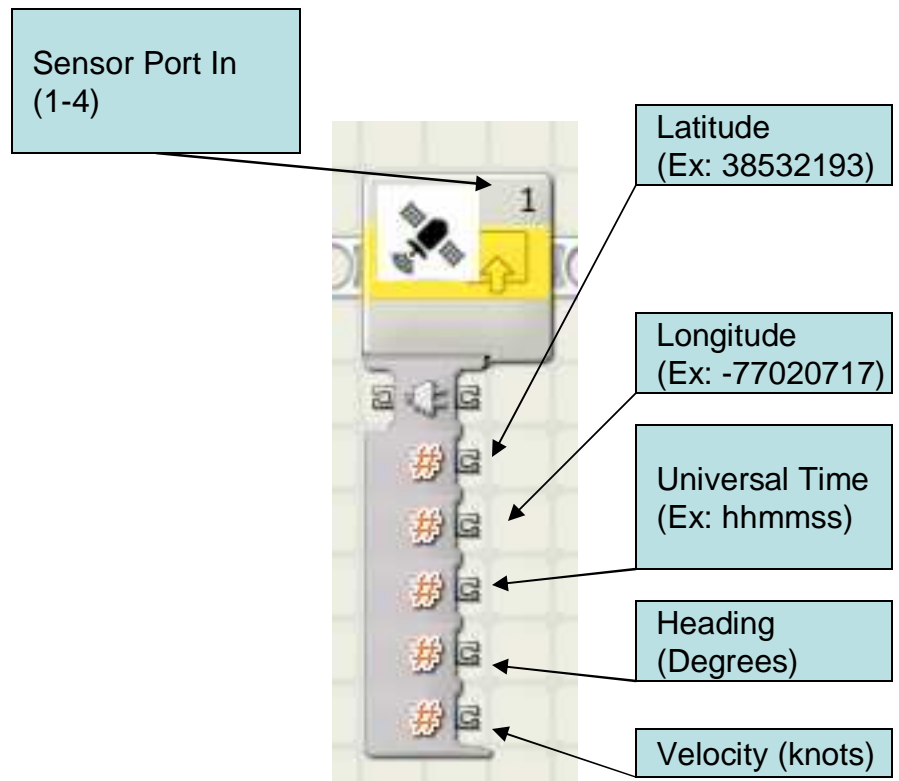 Sensor Port In
(1-4)
Latitude
(Ex: 38532193)
1
Longitude
(Ex: -77020717)
#
#
Universal Time
(Ex: hhmmss)
#
Heading
(Degrees)
#
#
Velocity (knots)